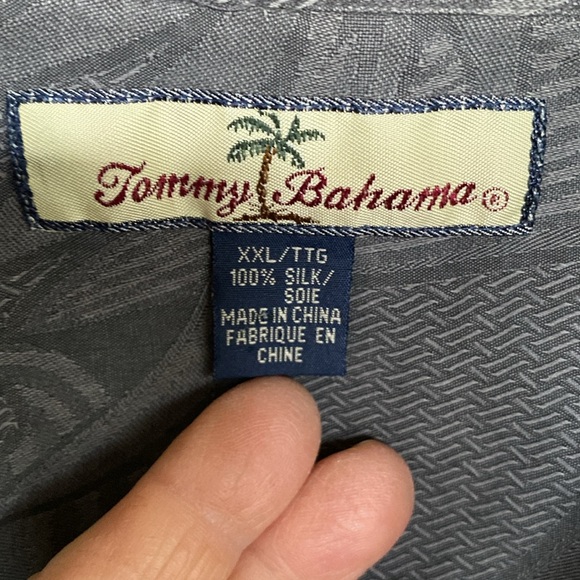 Tommy Bahama®
XXL/TTG
100% SILK/
SOIE
MADE IN CHINA
FABRIQUE EN
CHINE